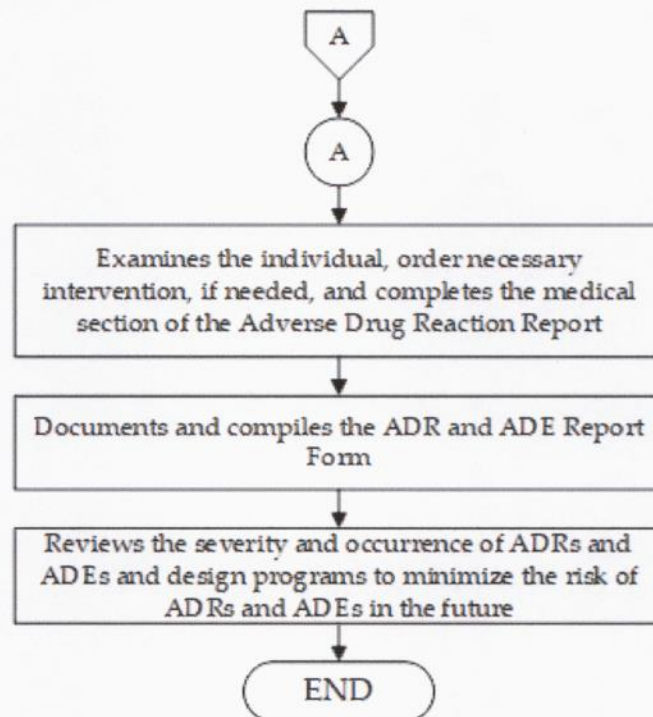 A
A
Examines the individual, order necessary
intervention, if needed, and completes the medical
section of the Adverse Drug Reaction Report
Documents and compiles the ADR and ADE Report
Form
Reviews the severity and occurrence of ADRs and
ADEs and design programs to minimize the risk of
ADRs and ADEs in the future
END